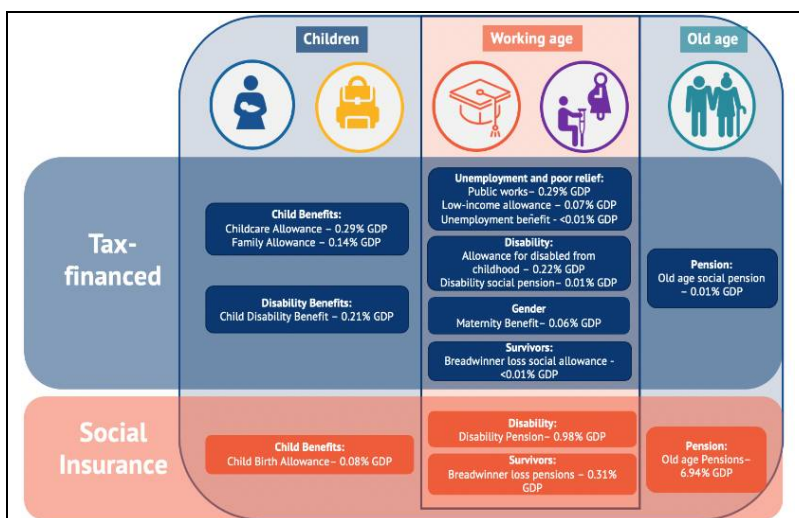 Children
Working age
Old age
Tax-
financed
Child Benefits:
Childcare Allowance – 0.29% GDP
Family Allowance – 0.14% GDP
Disability Benefits:
Child Disability Benefit – 0.21% GDP
Unemployment and poor relief:
Public works– 0.29% GDP
Low-income allowance – 0.07% GDP
Unemployment benefit - <0.01% GDP
Disability:
Allowance for disabled from
childhood – 0.22% GDP
Disability social pension– 0.01% GDP
Gender
Maternity Benefit– 0.06% GDP
Survivors:
Breadwinner loss social allowance -
<0.01% GDP
Pension:
Old age social pension
– 0.01% GDP
Social
Insurance
Child Benefits:
Child Birth Allowance– 0.08% GDP
Disability:
Disability Pension– 0.98% GDP
Survivors:
Breadwinner loss pensions – 0.31%
GDP
Pension:
Old age Pensions–
6.94% GDP